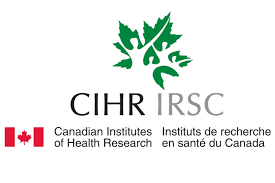 CIHR IRSC
Canadian Institutes
of Health Research
Instituts de recherche
en santé du Canada